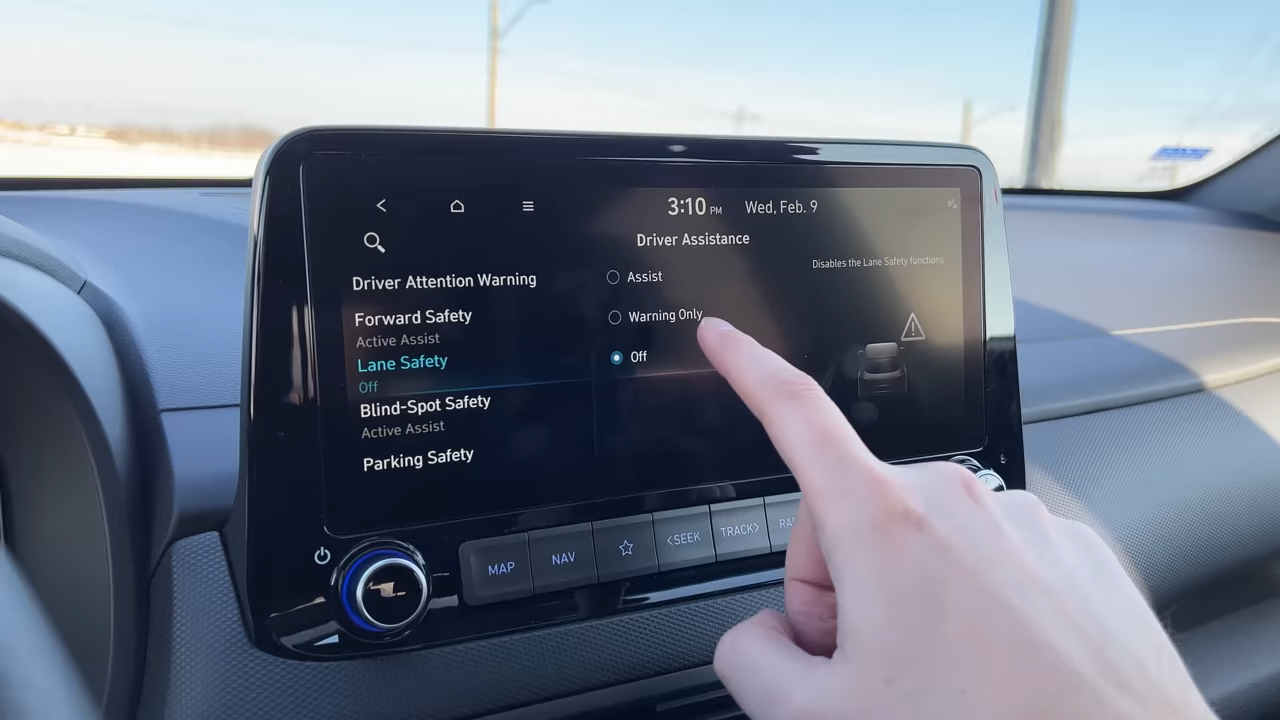 3:10 PM Wed, Feb. 9
Driver Assistance
Driver Attention Warning
Forward Safety
Active Assist
Lane Safety
Off
Blind-Spot Safety
Active Assist
Parking Safety
Assist
Warning Only
Off
Disables the Lane Safety functions
MAP
NAV
<SEEK
TRACK>
RA